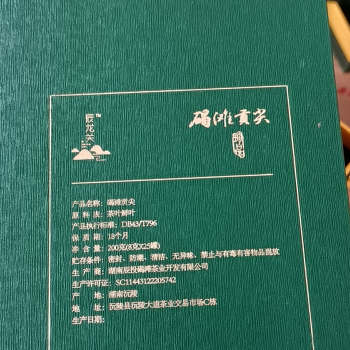 辰龙关™
碣滩贡尖
产品名称: 碣滩贡尖
原 料 表: 茶叶鲜叶
产品执行标准: DB43/T796
保 质 期: 18个月
净 含 量: 200克(8克X25罐)
贮存条件: 密封、防潮、清洁、无异味、禁止与有毒有害物品混放
生 产 商: 湖南辰投碣滩茶业开发有限公司
生产许可证: SC11443122205742
产 地: 湖南沅陵
地 址: 沅陵县沅陵大道茶业交易市场C栋
生产日期: